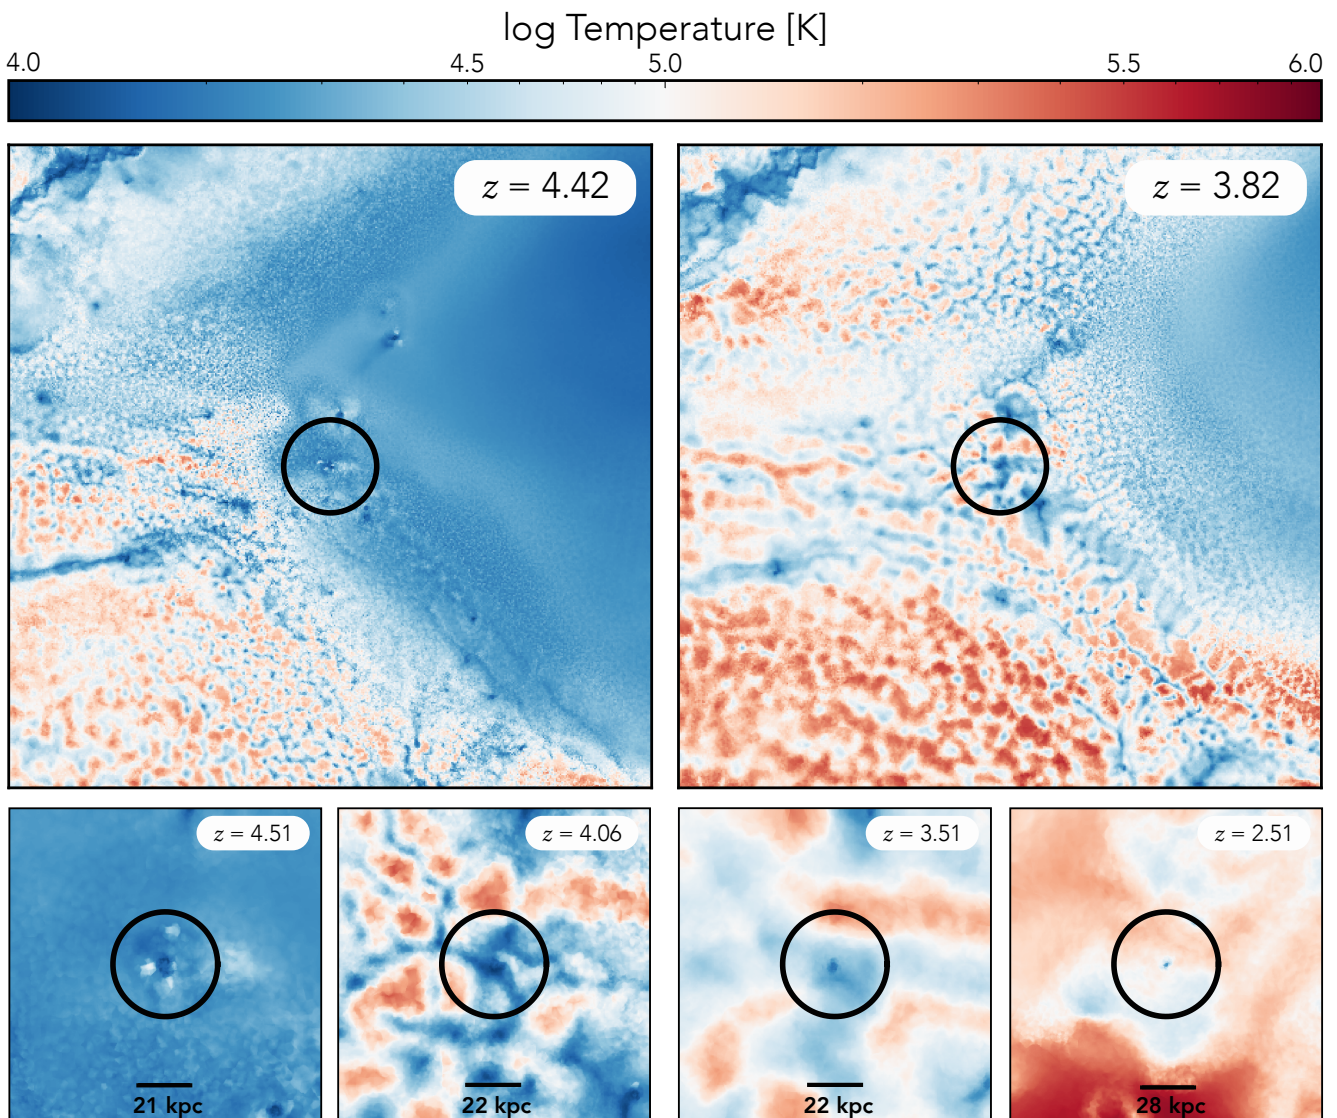 log Temperature [K]
4.0 4.5 5.0 5.5 6.0
z = 4.42
z = 3.82
z = 4.51
z = 4.06
z = 3.51
z = 2.51
21 kpc
22 kpc
22 kpc
28 kpc